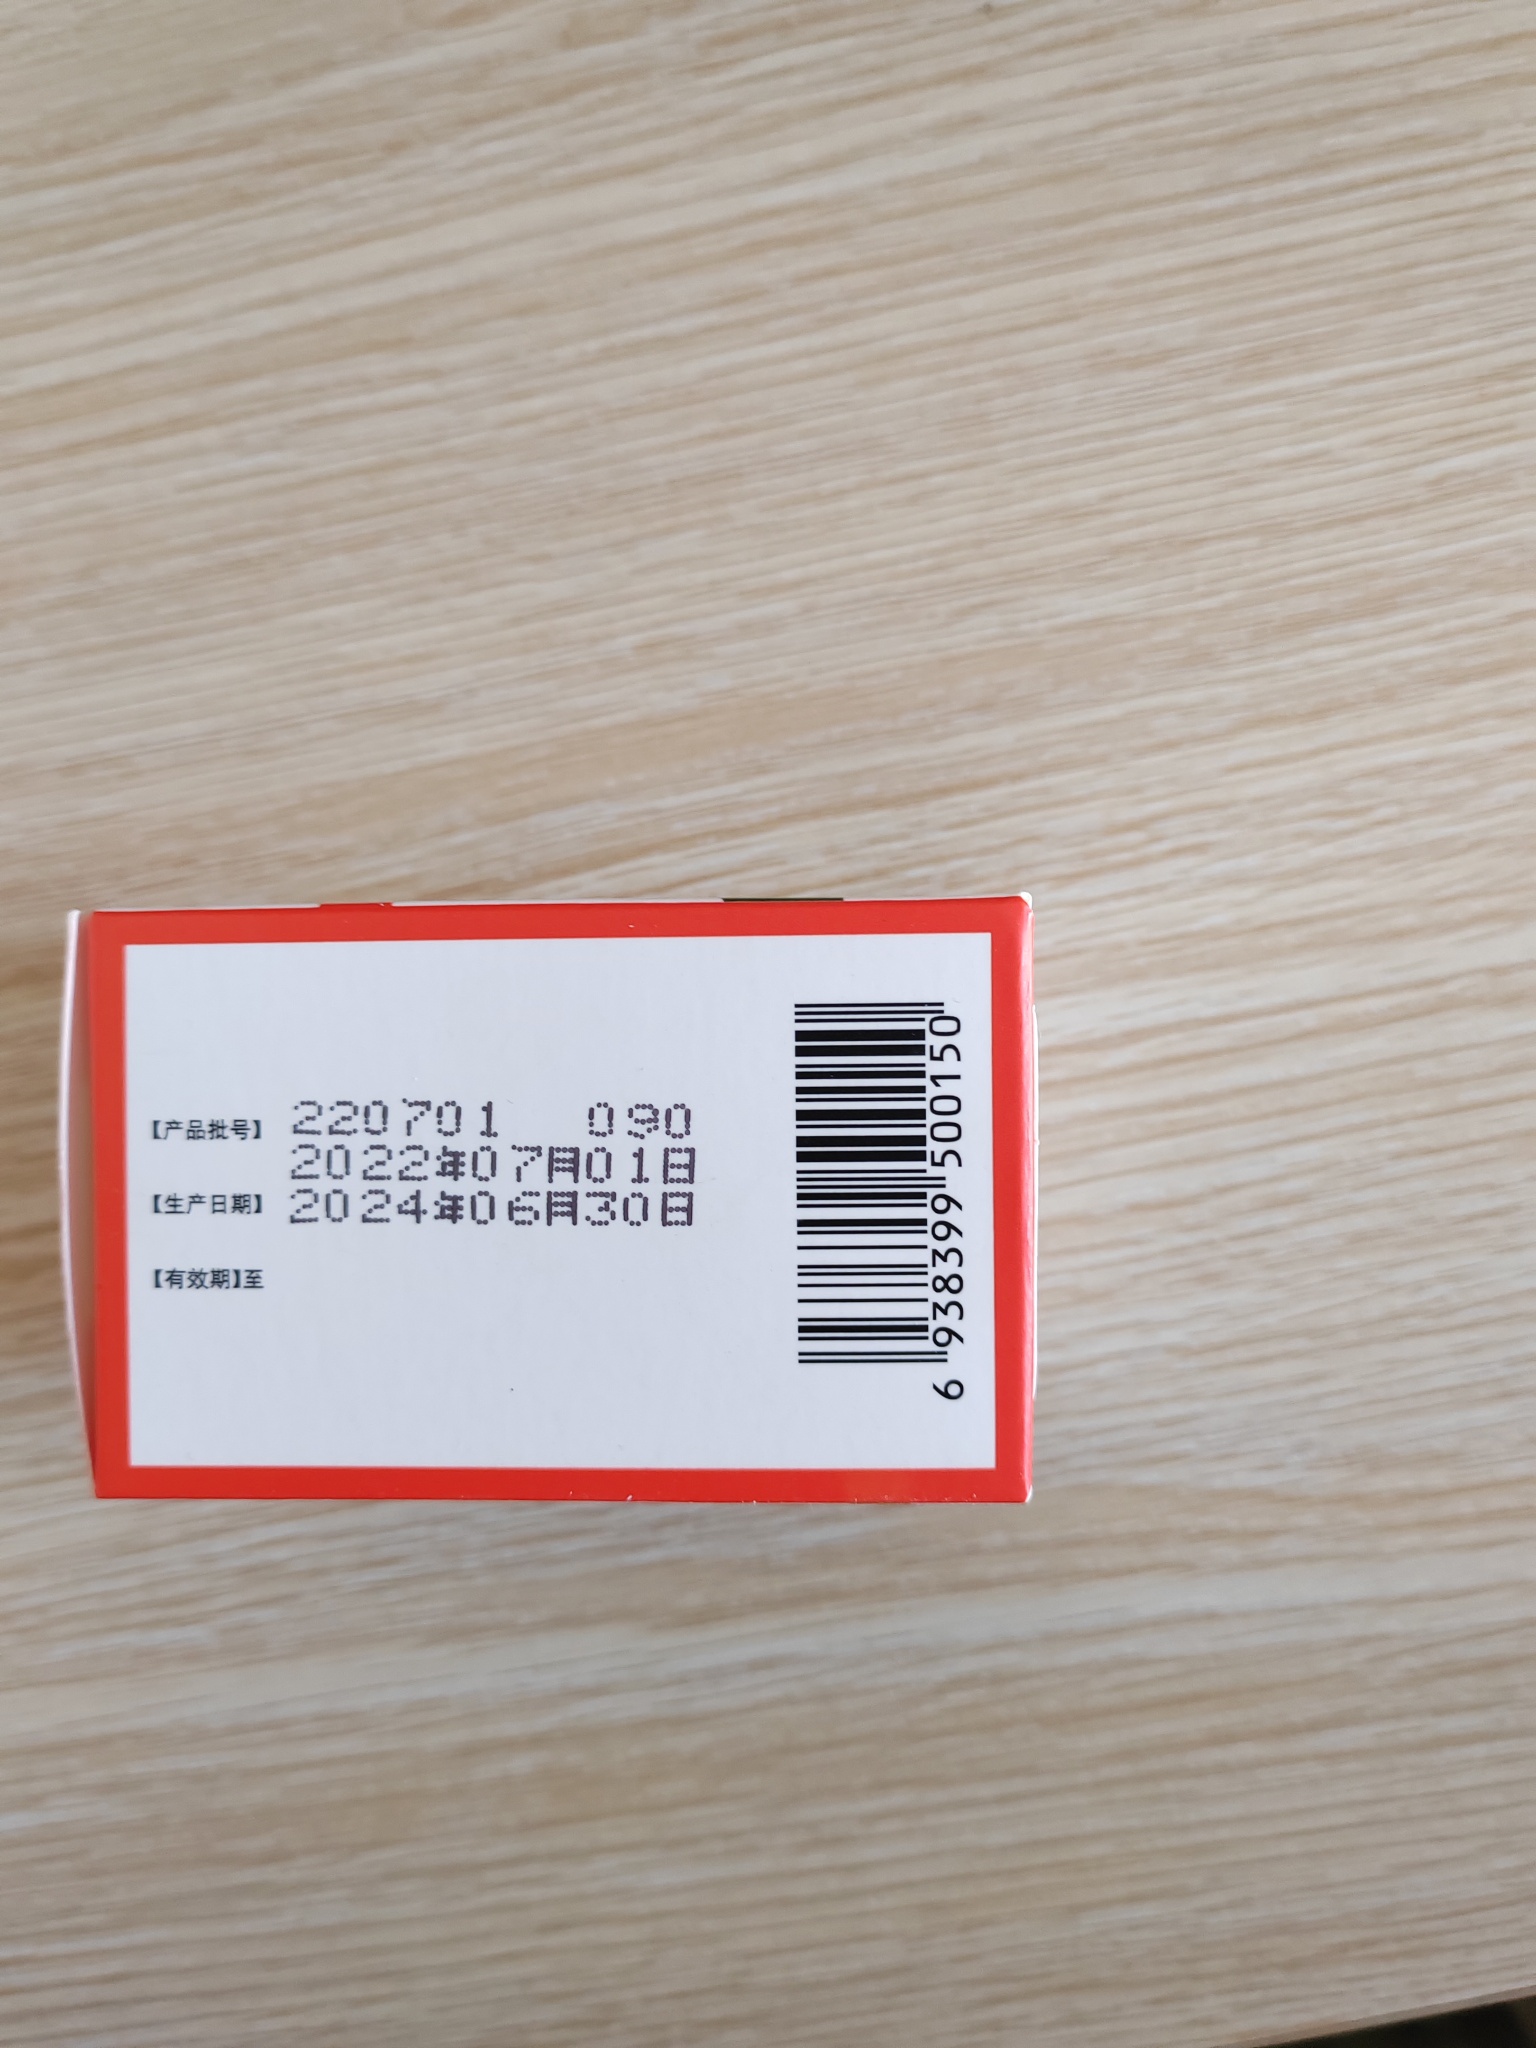 【产品批号】 220701 090
2022年07月01日
【生产日期】 2024年06月30日
【有效期】至
6 938399 500150